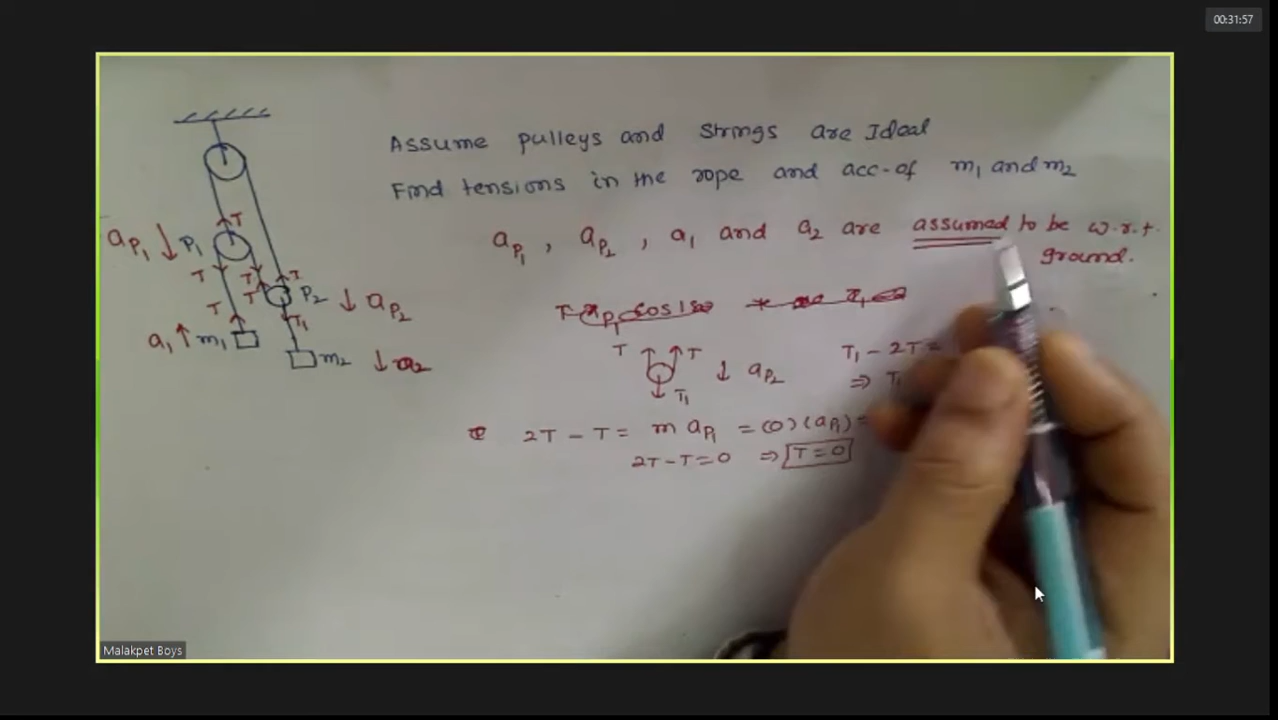 00:31:57
Assume pulleys and strings are Ideal
Find tensions in the rope and acc-of m₁ and m₂
aP₁, aP₂, a₁ and a₂ are assumed to be w.r.t.
ground.
T
aP₁ ↓ P₁
T T T
T T P₂ ↓ aP₂
T₁
a₁ ↑ m₁
m₂ ↓ a₂
T T
↓ aP₂
T₁
T₁ - 2T =
⇒ T₁
2T - T = m aP₁ = (0)(aP₁) =
2T - T = 0 ⇒ T = 0
Malakpet Boys